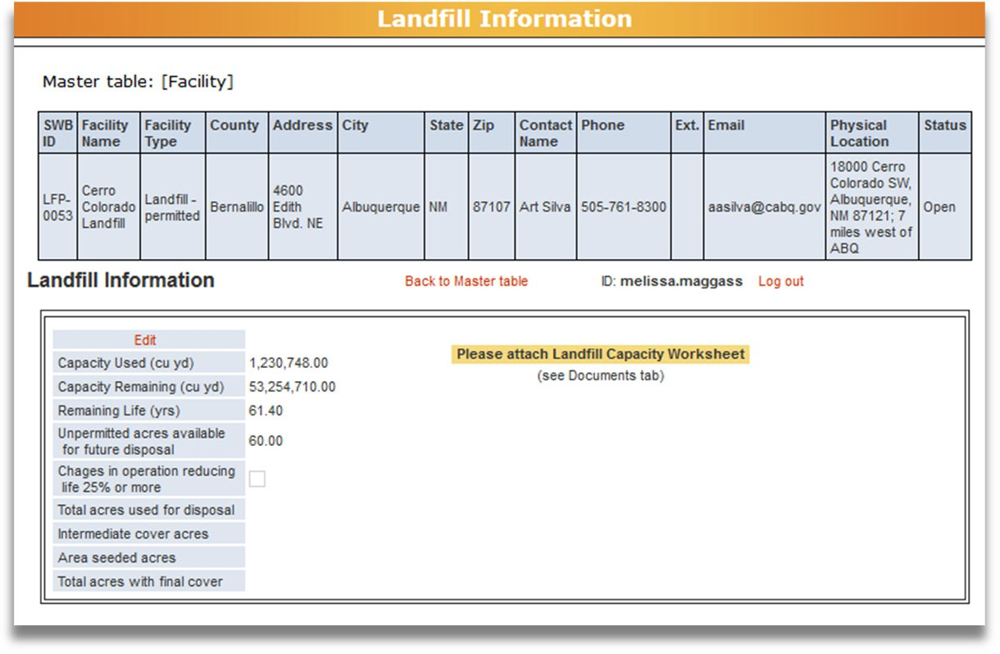 Landfill Information
Master table: [Facility]
SWB ID Facility Name Facility Type County Address City State Zip Contact Name Phone Ext. Email Physical Location Status
LFP-0053 Cerro Colorado Landfill Landfill - permitted Bernalillo 4600 Edith Blvd. NE Albuquerque NM 87107 Art Silva 505-761-8300 aasilva@cabq.gov 18000 Cerro Colorado SW, Albuquerque, NM 87121; 7 miles west of ABQ Open
Landfill Information Back to Master table ID: melissa.maggass Log out
Edit
Please attach Landfill Capacity Worksheet
(see Documents tab)
Capacity Used (cu yd) 1,230,748.00
Capacity Remaining (cu yd) 53,254,710.00
Remaining Life (yrs) 61.40
Unpermitted acres available for future disposal 60.00
Chages in operation reducing life 25% or more
Total acres used for disposal
Intermediate cover acres
Area seeded acres
Total acres with final cover